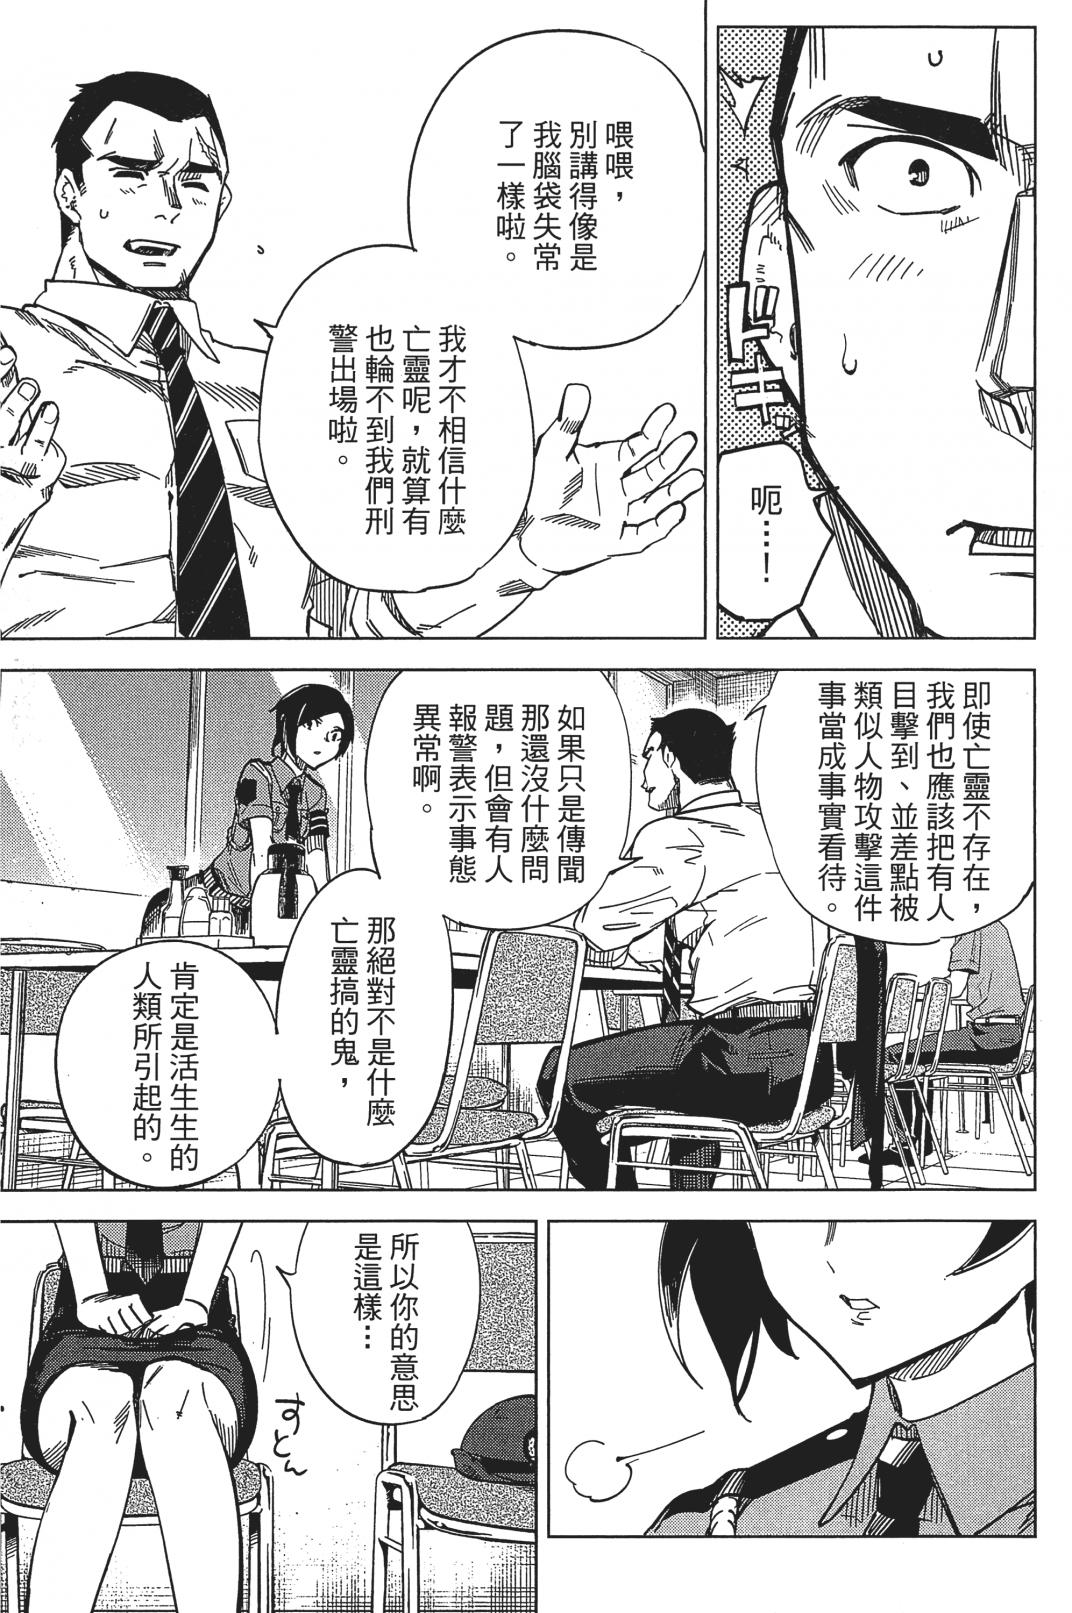 ドキッ
呃…！
喂喂，
別講得像是
我腦袋失常
了一樣啦。
我才不相信什麼
亡靈呢，就算有
也輪不到我們刑
警出場啦。
即使亡靈不存在，
我們也應該把有人
目擊到、並差點被
類似人物攻擊這件
事當成事實看待。
如果只是傳聞
那還沒什麼問
題，但會有人
報警表示事態
異常啊。
那絕對不是什麼
亡靈搞的鬼，
肯定是活生生的
人類所引起的。
所以你的意思
是這樣…
すとん